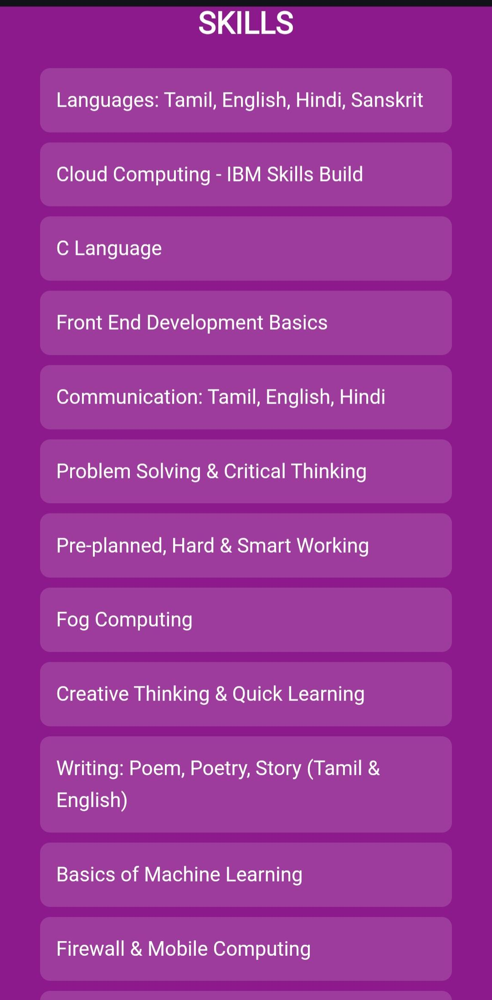 SKILLS
Languages: Tamil, English, Hindi, Sanskrit
Cloud Computing - IBM Skills Build
C Language
Front End Development Basics
Communication: Tamil, English, Hindi
Problem Solving & Critical Thinking
Pre-planned, Hard & Smart Working
Fog Computing
Creative Thinking & Quick Learning
Writing: Poem, Poetry, Story (Tamil &
English)
Basics of Machine Learning
Firewall & Mobile Computing